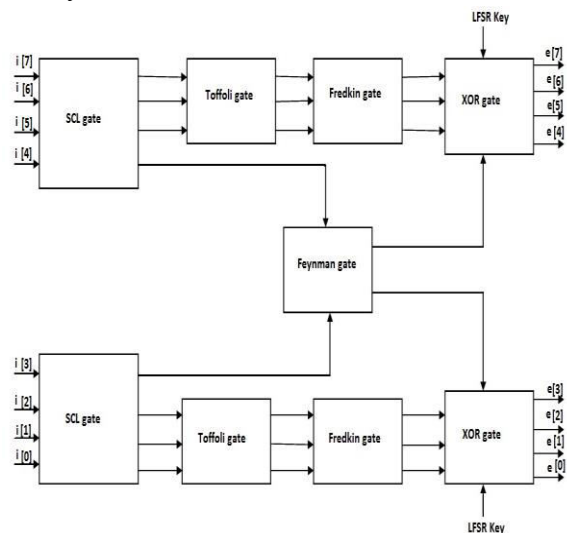 LFSR Key
i [7]
i [6]
i [5]
i [4]
SCL gate
Toffoli gate
Fredkin gate
XOR gate
e[7]
e[6]
e[5]
e[4]
Feynman gate
i [3]
i [2]
i [1]
i [0]
SCL gate
Toffoli gate
Fredkin gate
XOR gate
e[3]
e[2]
e[1]
e [0]
LFSR Key